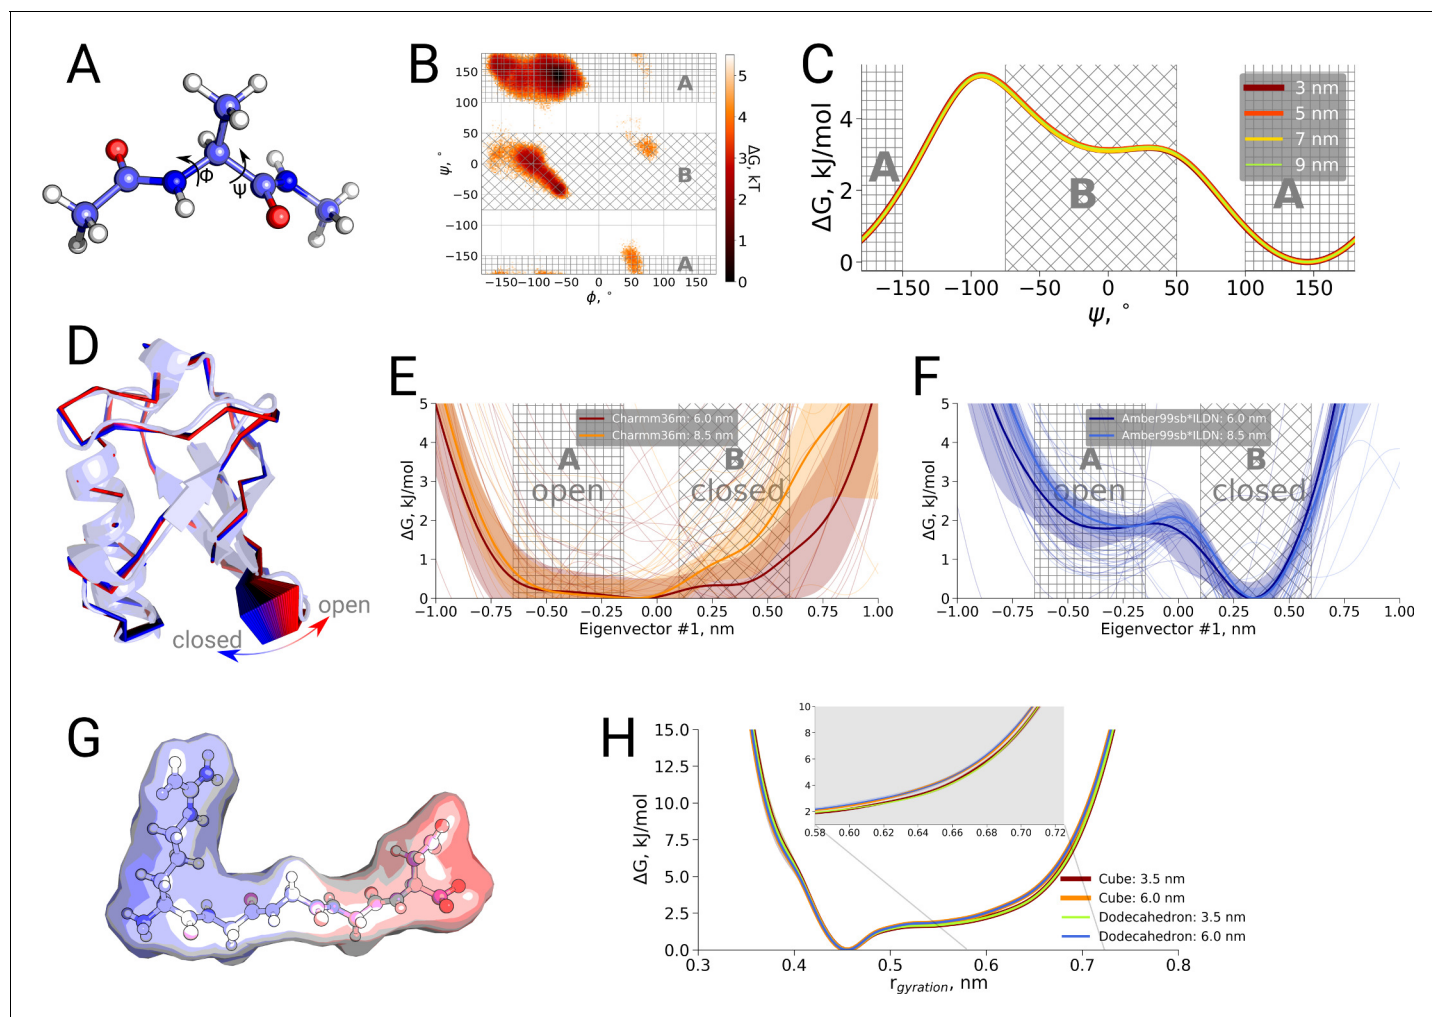 A
Φ
ψ
B
150
100
50
0
−50
−100
−150
ψ, °
−150
−100
−50
0
50
100
150
ϕ, °
A
B
A
5
4
3
2
1
0
ΔG, kT
C
ΔG, kJ/mol
4
2
0
A
B
A
3 nm
5 nm
7 nm
9 nm
−150
−100
−50
0
50
100
150
ψ, °
D
open
closed
E
ΔG, kJ/mol
5
4
3
2
1
0
Charmm36m: 6.0 nm
Charmm36m: 8.5 nm
A
open
B
closed
−1.00
−0.75
−0.50
−0.25
0.00
0.25
0.50
0.75
1.00
Eigenvector #1, nm
F
ΔG, kJ/mol
5
4
3
2
1
0
Amber99sb*ILDN: 6.0 nm
Amber99sb*ILDN: 8.5 nm
A
open
B
closed
−1.00
−0.75
−0.50
−0.25
0.00
0.25
0.50
0.75
1.00
Eigenvector #1, nm
G
H
ΔG, kJ/mol
15.0
12.5
10.0
7.5
5.0
2.5
0.0
10
8
6
4
2
0.58
0.60
0.62
0.64
0.66
0.68
0.70
0.72
Cube: 3.5 nm
Cube: 6.0 nm
Dodecahedron: 3.5 nm
Dodecahedron: 6.0 nm
0.3
0.4
0.5
0.6
0.7
0.8
r_gyration, nm